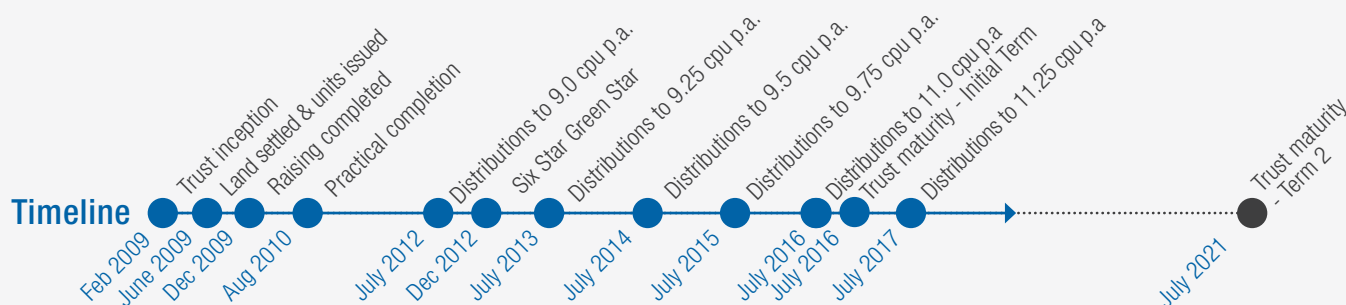 Trust inception
Land settled & units issued
Raising completed
Practical completion
Distributions to 9.0 cpu p.a.
Six Star Green Star
Distributions to 9.25 cpu p.a.
Distributions to 9.5 cpu p.a.
Distributions to 9.75 cpu p.a.
Distributions to 11.0 cpu p.a
Trust maturity - Initial Term
Distributions to 11.25 cpu p.a
Trust maturity
- Term 2
Timeline
Feb 2009
June 2009
Dec 2009
Aug 2010
July 2012
Dec 2012
July 2013
July 2014
July 2015
July 2016
July 2016
July 2017
July 2021